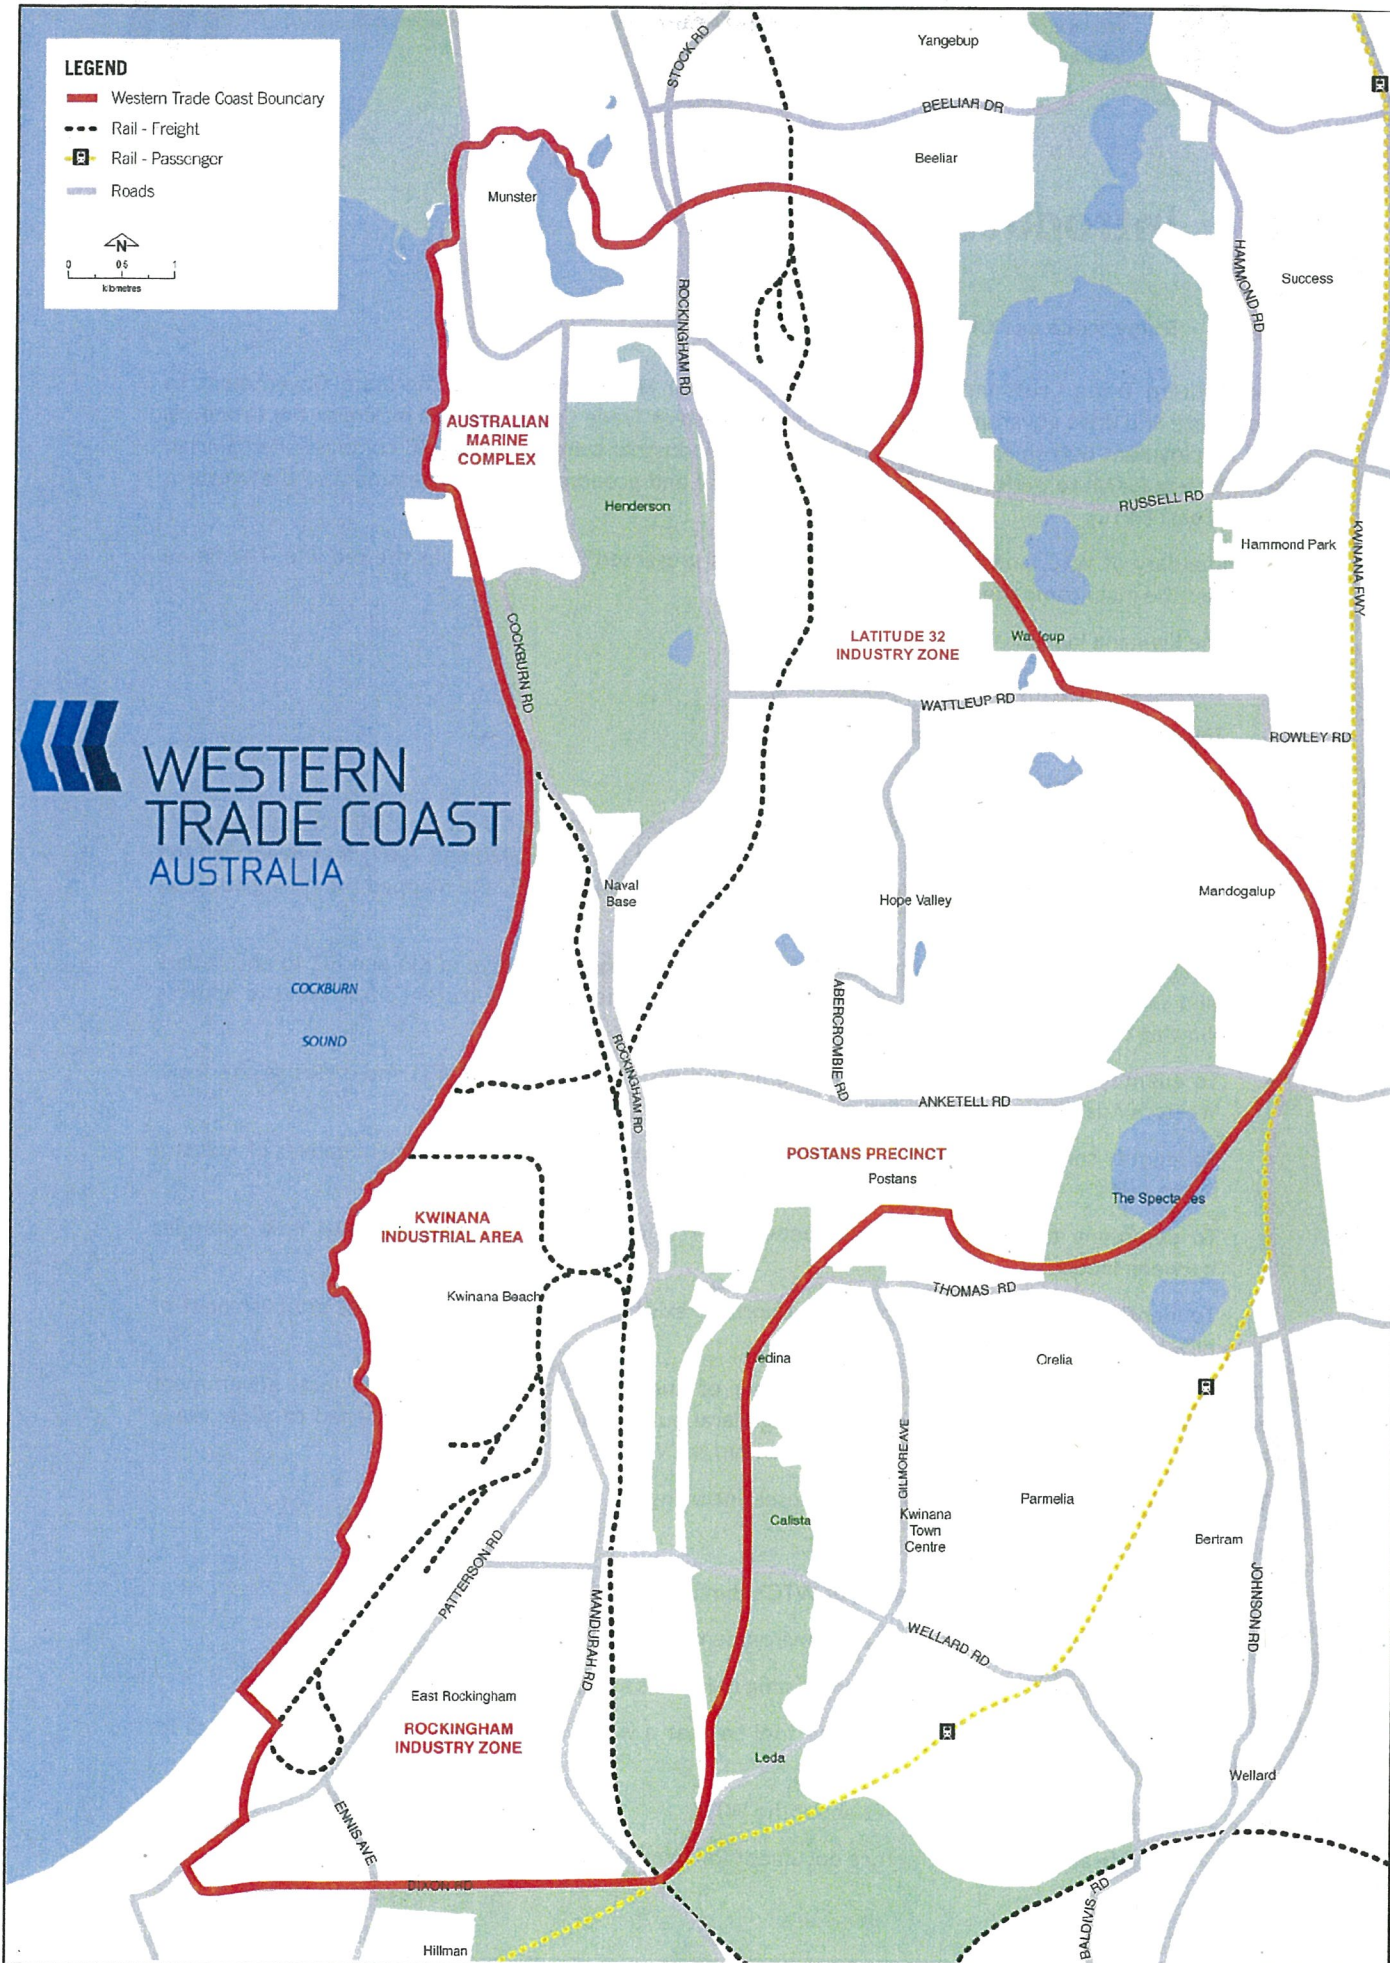 LEGEND
Western Trade Coast Boundary
Rail - Freight
Rail - Passenger
Roads
N
0 0.5 1
kilometres
STOCK RD
Yangebup
BEELIAR DR
Beeliar
Munster
HAMMOND RD
Success
ROCKINGHAM RD
AUSTRALIAN
MARINE
COMPLEX
Henderson
RUSSELL RD
Hammond Park
KWINANA FWY
COCKBURN RD
LATITUDE 32
INDUSTRY ZONE
Wattleup
WATTLEUP RD
ROWLEY RD
WESTERN
TRADE COAST
AUSTRALIA
Naval
Base
Hope Valley
Mandogalup
COCKBURN
SOUND
ABERCROMBIE RD
ROCKINGHAM RD
ANKETELL RD
POSTANS PRECINCT
Postans
The Spectacles
KWINANA
INDUSTRIAL AREA
Kwinana Beach
THOMAS RD
Medina
Orelia
GILMORE AVE
Parmelia
Calista
Kwinana
Town
Centre
Bertram
PATTERSON RD
JOHNSON RD
MANDURAH RD
WELLARD RD
East Rockingham
ROCKINGHAM
INDUSTRY ZONE
Leda
Wellard
ENNIS AVE
DIXON RD
BALDIVIS RD
Hillman